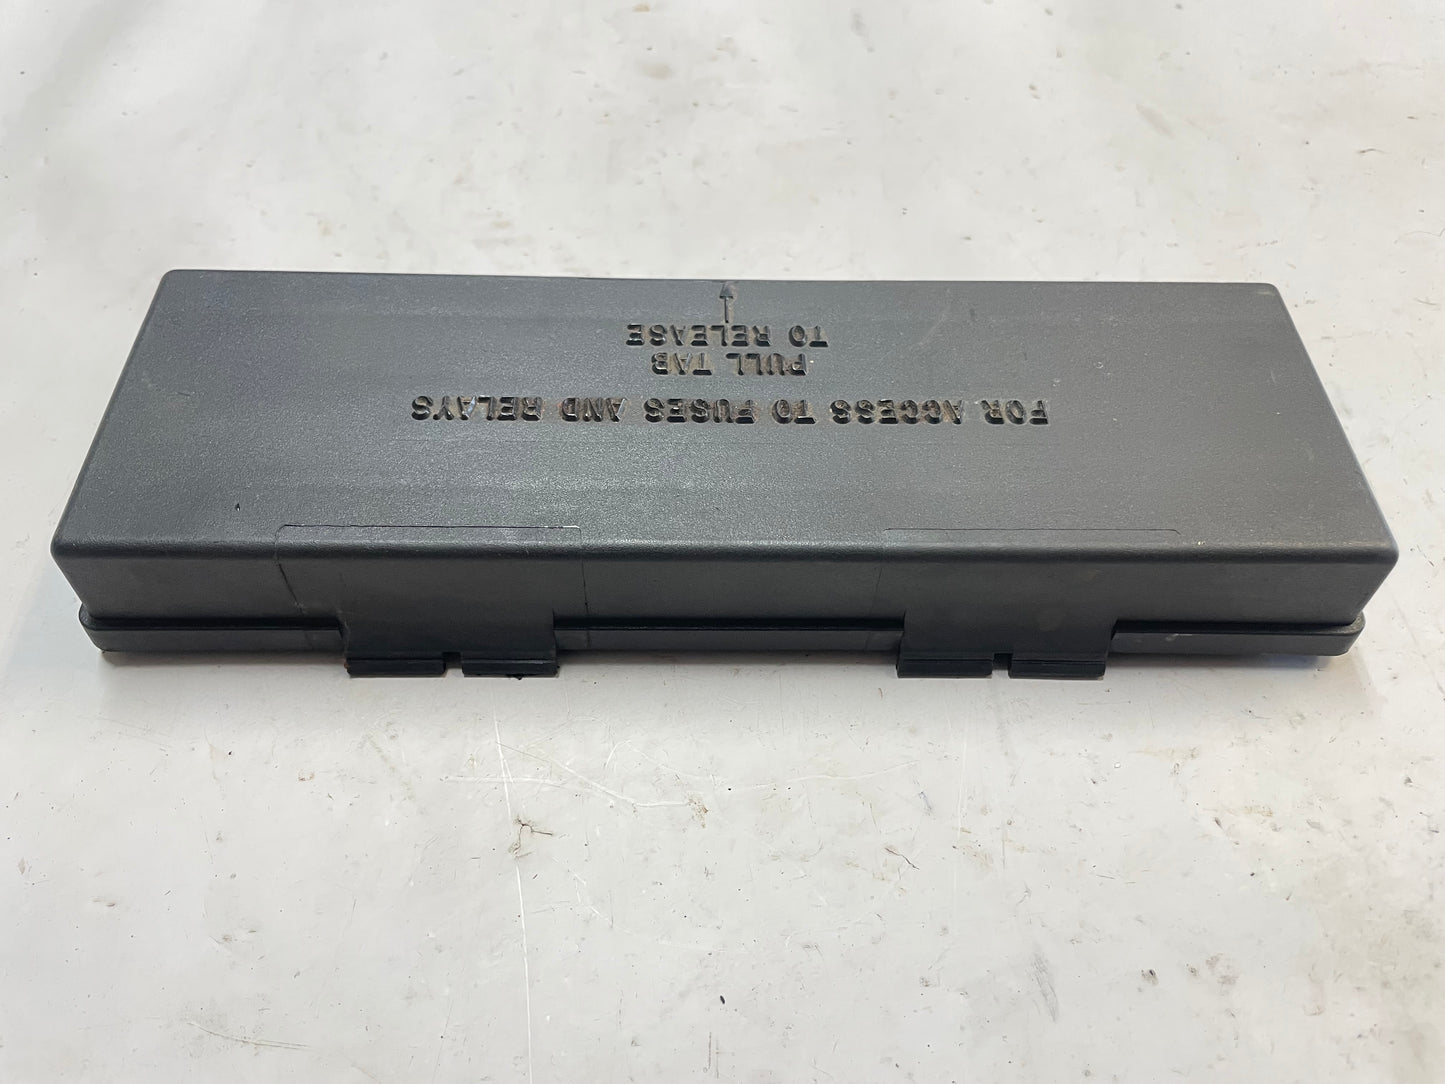 FOR ACCESS TO FUSES AND RELAYS
PULL TAB
TO RELEASE